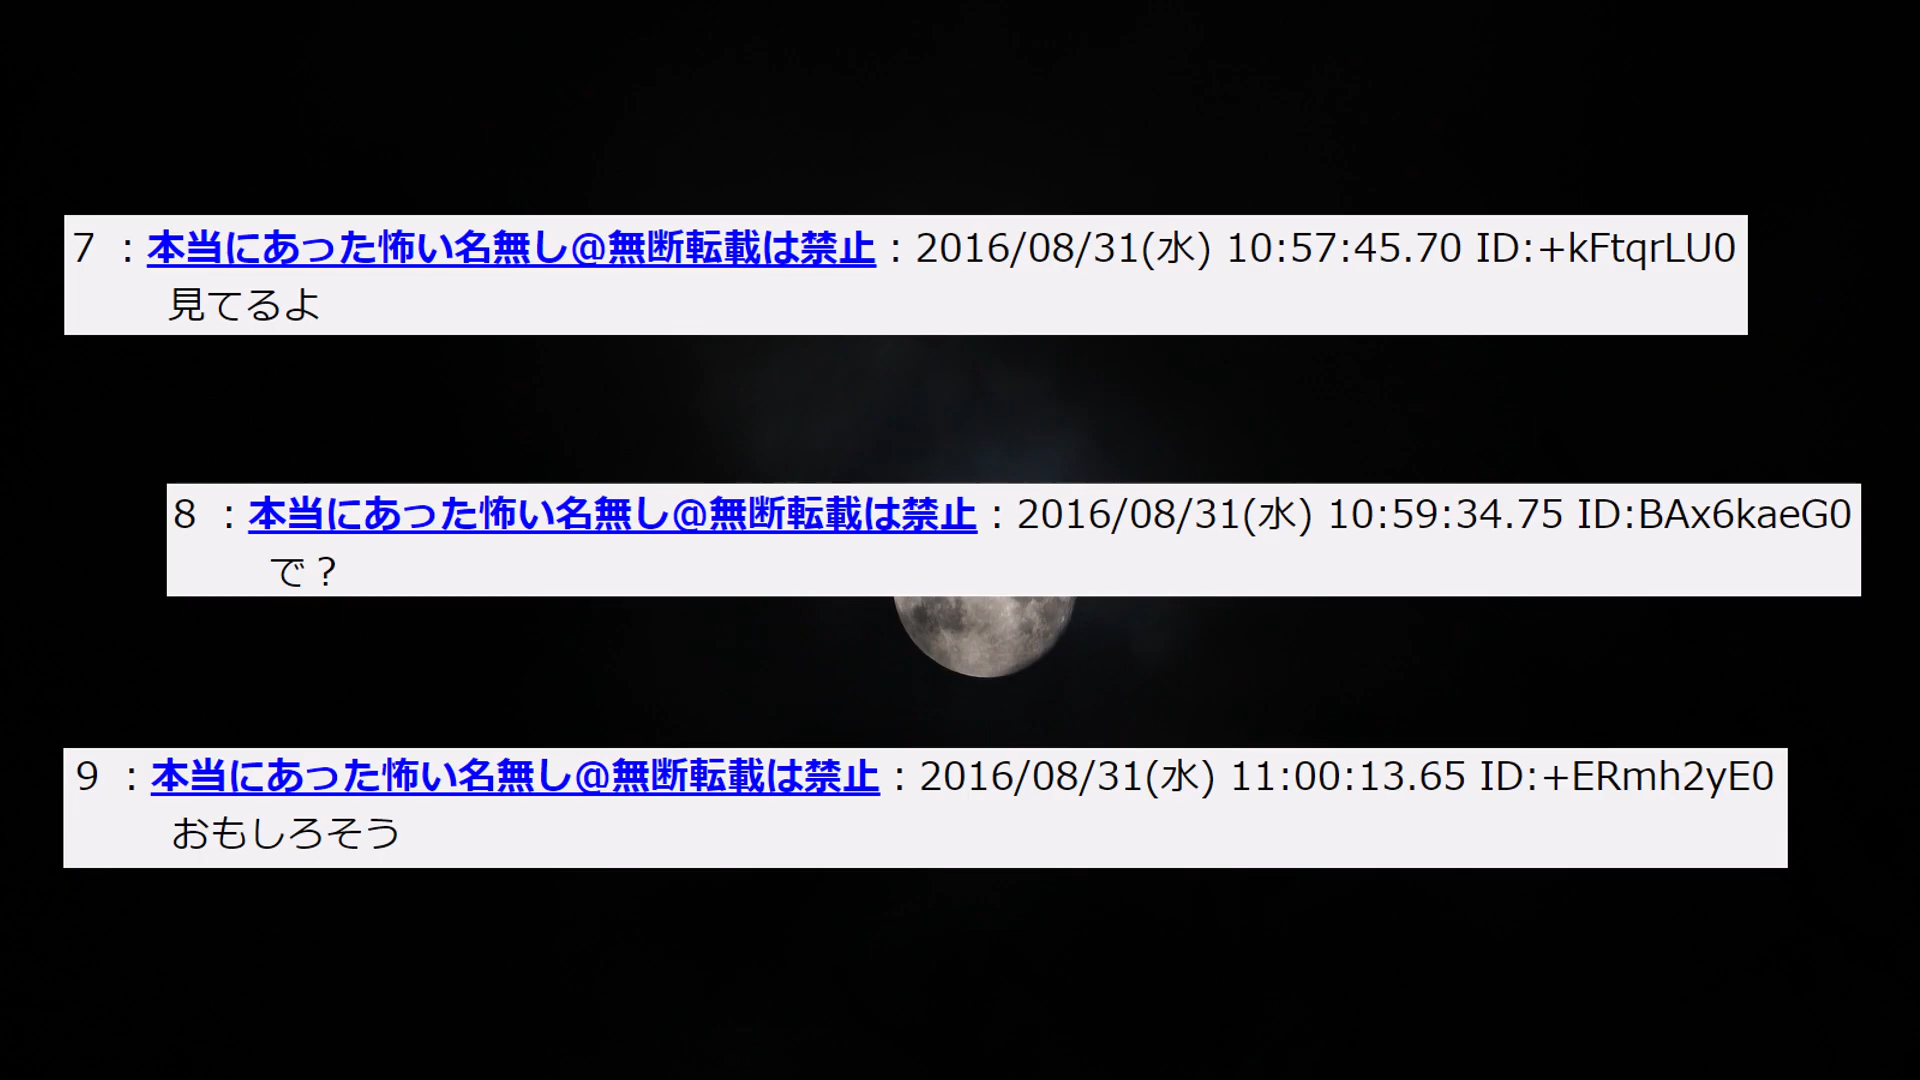 7 ：本当にあった怖い名無し@無断転載は禁止：2016/08/31(水) 10:57:45.70 ID:+kFtqrLU0
見てるよ
8 ：本当にあった怖い名無し@無断転載は禁止：2016/08/31(水) 10:59:34.75 ID:BAx6kaeG0
で？
9 ：本当にあった怖い名無し@無断転載は禁止：2016/08/31(水) 11:00:13.65 ID:+ERmh2yE0
おもしろそう